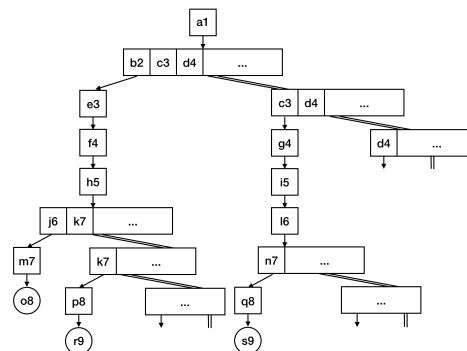 a1
b2 c3 d4 ...
e3 c3 d4 ...
f4 g4 d4 ...
h5 i5
j6 k7 ... l6
m7 k7 ... n7 ...
o8 p8 ... q8 ...
r9 s9